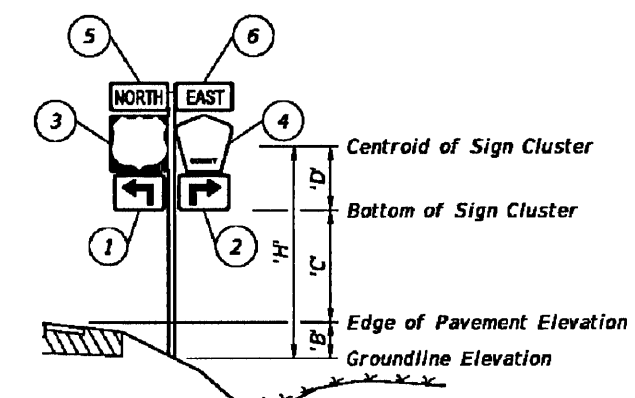 5 6
NORTH EAST
3 4
COUNTY
Centroid of Sign Cluster
'D'
Bottom of Sign Cluster
1 2
'H'
'C'
Edge of Pavement Elevation
'B'
Groundline Elevation